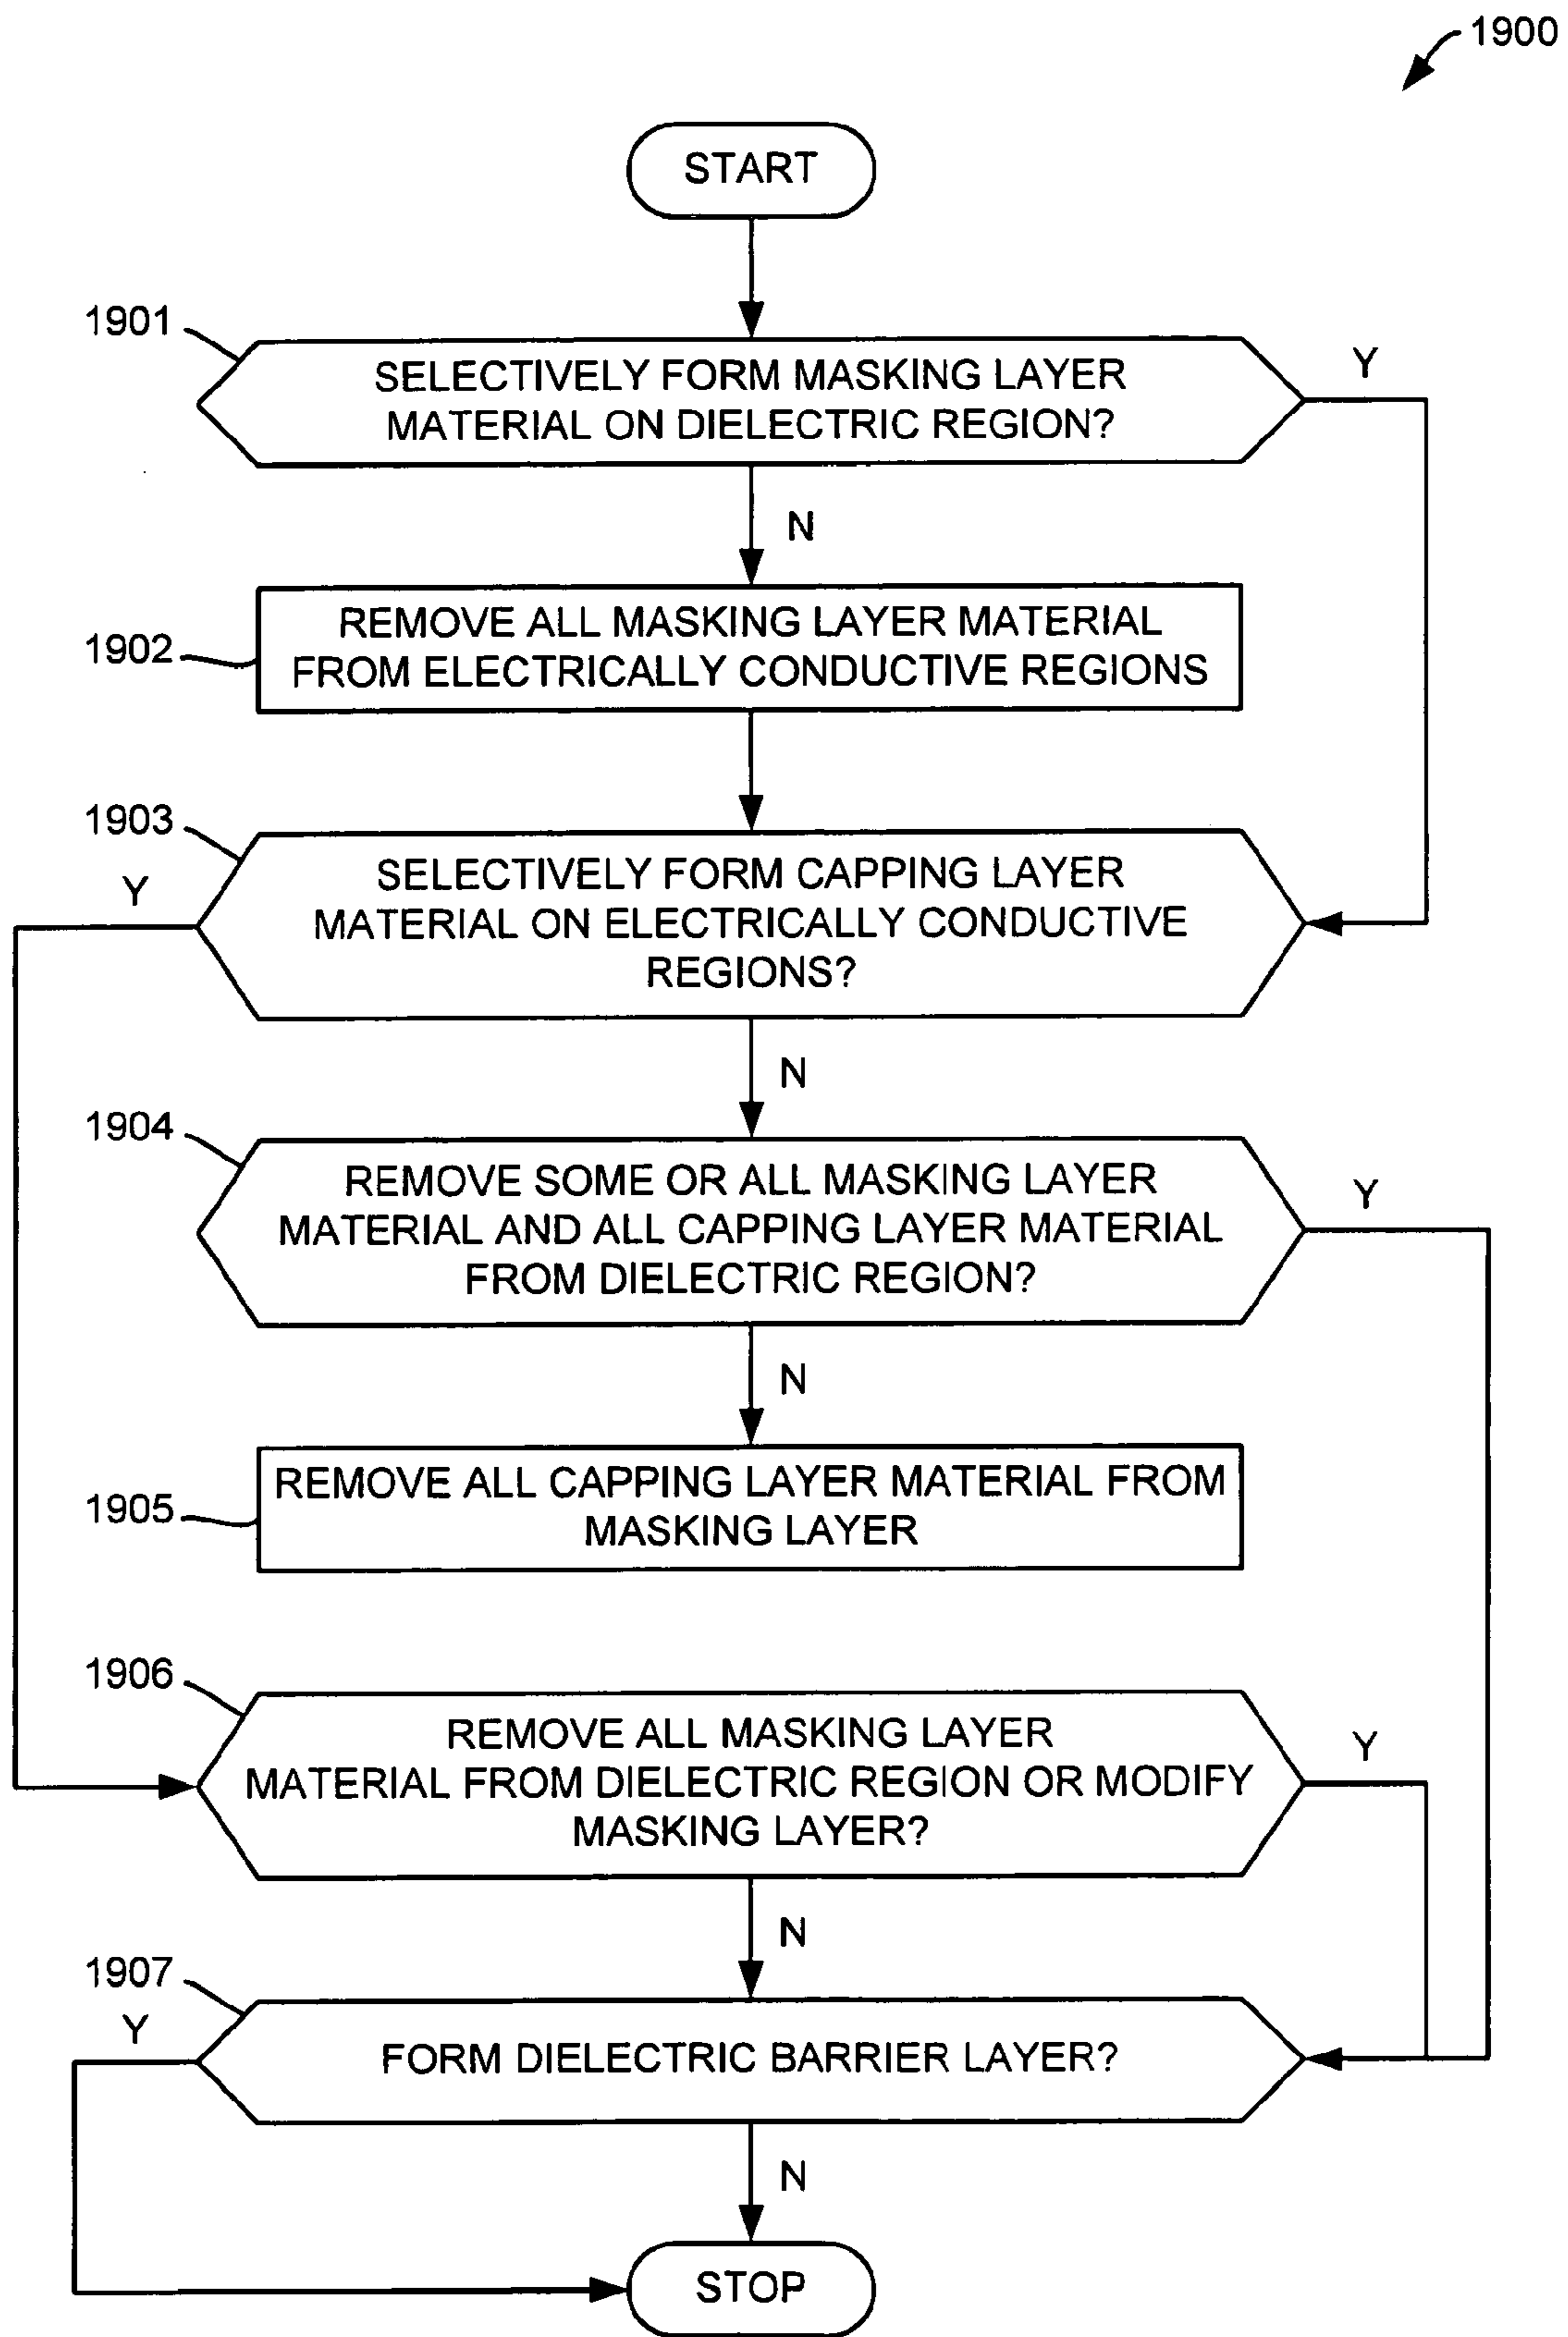 1900
START
1901
SELECTIVELY FORM MASKING LAYER
MATERIAL ON DIELECTRIC REGION?
Y
N
1902
REMOVE ALL MASKING LAYER MATERIAL
FROM ELECTRICALLY CONDUCTIVE REGIONS
1903
Y
SELECTIVELY FORM CAPPING LAYER
MATERIAL ON ELECTRICALLY CONDUCTIVE
REGIONS?
N
1904
REMOVE SOME OR ALL MASKING LAYER
MATERIAL AND ALL CAPPING LAYER MATERIAL
FROM DIELECTRIC REGION?
Y
N
1905
REMOVE ALL CAPPING LAYER MATERIAL FROM
MASKING LAYER
1906
REMOVE ALL MASKING LAYER
MATERIAL FROM DIELECTRIC REGION OR MODIFY
MASKING LAYER?
Y
N
1907
Y
FORM DIELECTRIC BARRIER LAYER?
N
STOP